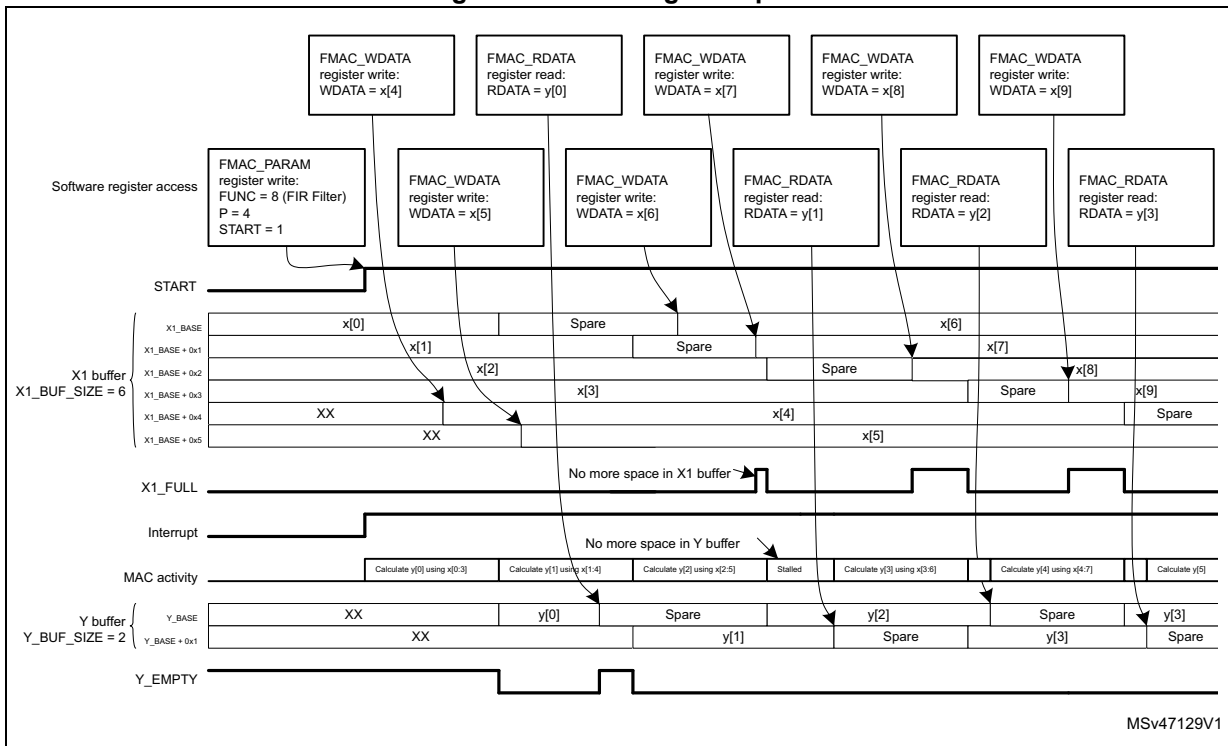 FMAC_WDATA
register write:
WDATA = x[4]
FMAC_RDATA
register read:
RDATA = y[0]
FMAC_WDATA
register write:
WDATA = x[7]
FMAC_WDATA
register write:
WDATA = x[8]
FMAC_WDATA
register write:
WDATA = x[9]
Software register access
FMAC_PARAM
register write:
FUNC = 8 (FIR Filter)
P = 4
START = 1
FMAC_WDATA
register write:
WDATA = x[5]
FMAC_WDATA
register write:
WDATA = x[6]
FMAC_RDATA
register read:
RDATA = y[1]
FMAC_RDATA
register read:
RDATA = y[2]
FMAC_RDATA
register read:
RDATA = y[3]
START
X1 buffer
X1_BUF_SIZE = 6
X1_BASE x[0] Spare x[6]
X1_BASE + 0x1 x[1] Spare x[7]
X1_BASE + 0x2 x[2] Spare x[8]
X1_BASE + 0x3 x[3] Spare x[9]
X1_BASE + 0x4 XX x[4] Spare
X1_BASE + 0x5 XX x[5]
No more space in X1 buffer
X1_FULL
Interrupt
No more space in Y buffer
MAC activity Calculate y[0] using x[0:3] Calculate y[1] using x[1:4] Calculate y[2] using x[2:5] Stalled Calculate y[3] using x[3:6] Calculate y[4] using x[4:7] Calculate y[5]
Y buffer
Y_BUF_SIZE = 2
Y_BASE XX y[0] Spare y[2] Spare y[3]
Y_BASE + 0x1 XX y[1] Spare y[3] Spare
Y_EMPTY
MSv47129V1